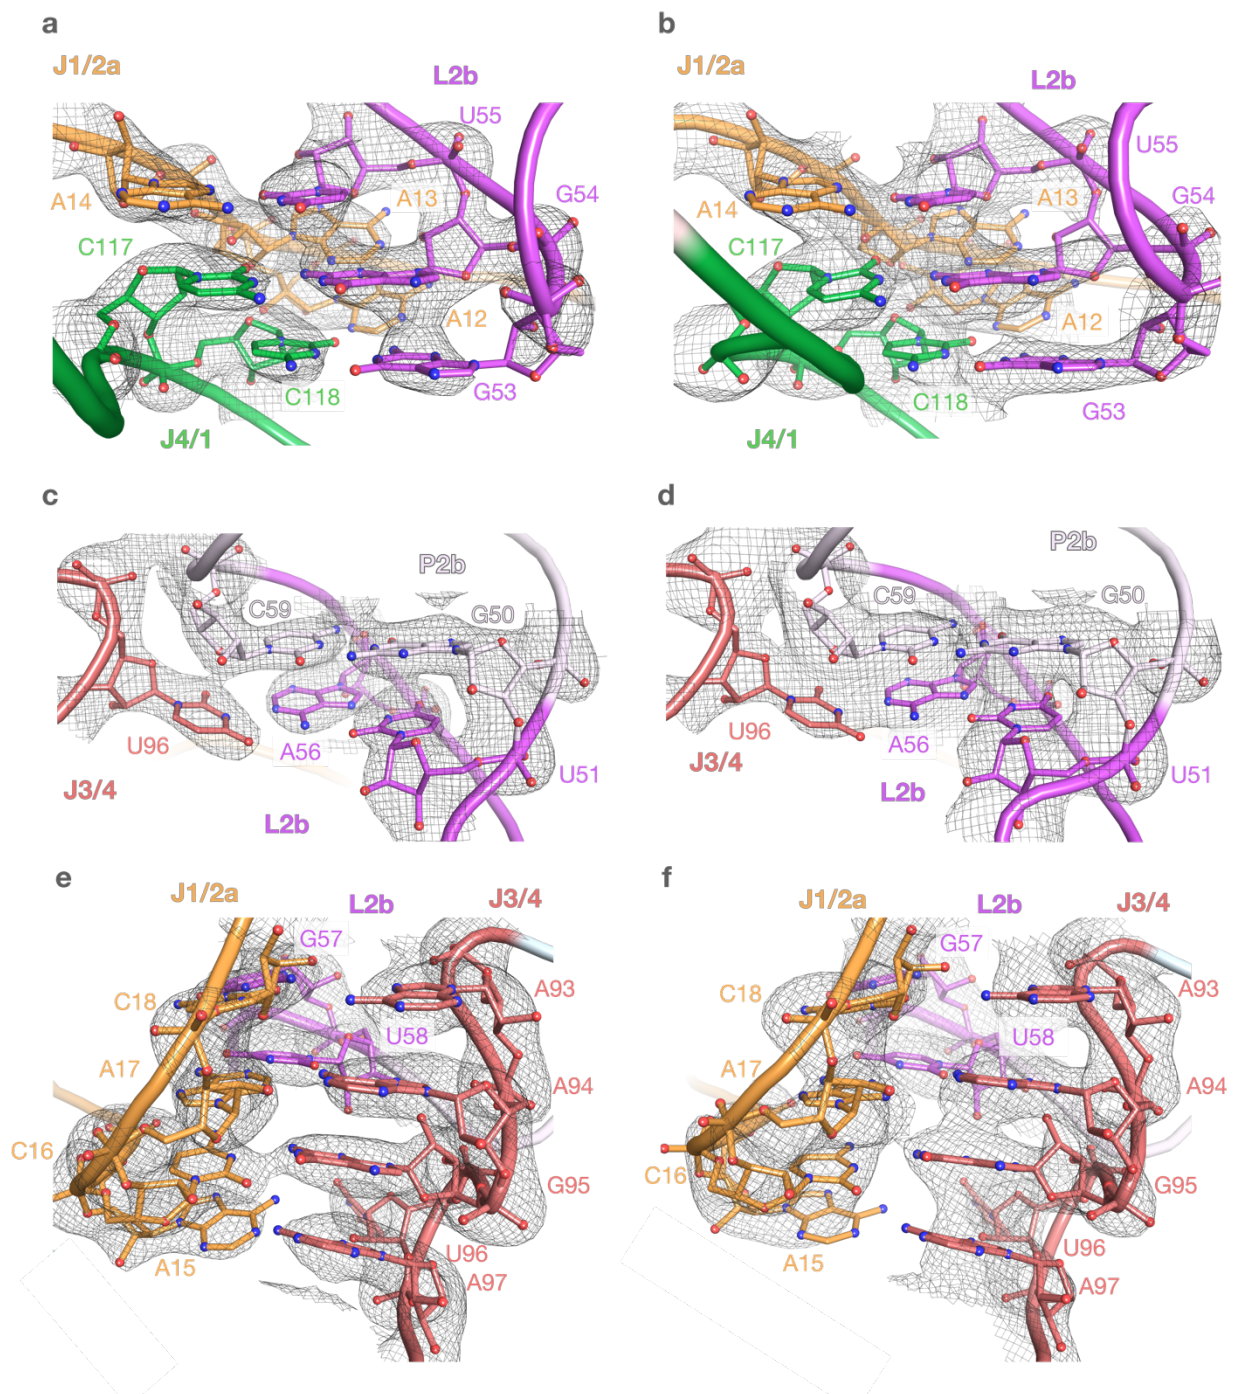 a
J1/2a
L2b
U55
G54
A14
A13
C117
A12
C118
G53
J4/1
b
J1/2a
L2b
U55
G54
A14
A13
C117
A12
C118
G53
J4/1
c
P2b
C59
G50
U96
A56
U51
J3/4
L2b
d
P2b
C59
G50
U96
A56
U51
J3/4
L2b
e
J1/2a
L2b
J3/4
G57
C18
A93
U58
A17
A94
C16
G95
U96
A15
A97
f
J1/2a
L2b
J3/4
G57
C18
A93
U58
A17
A94
C16
G95
U96
A15
A97